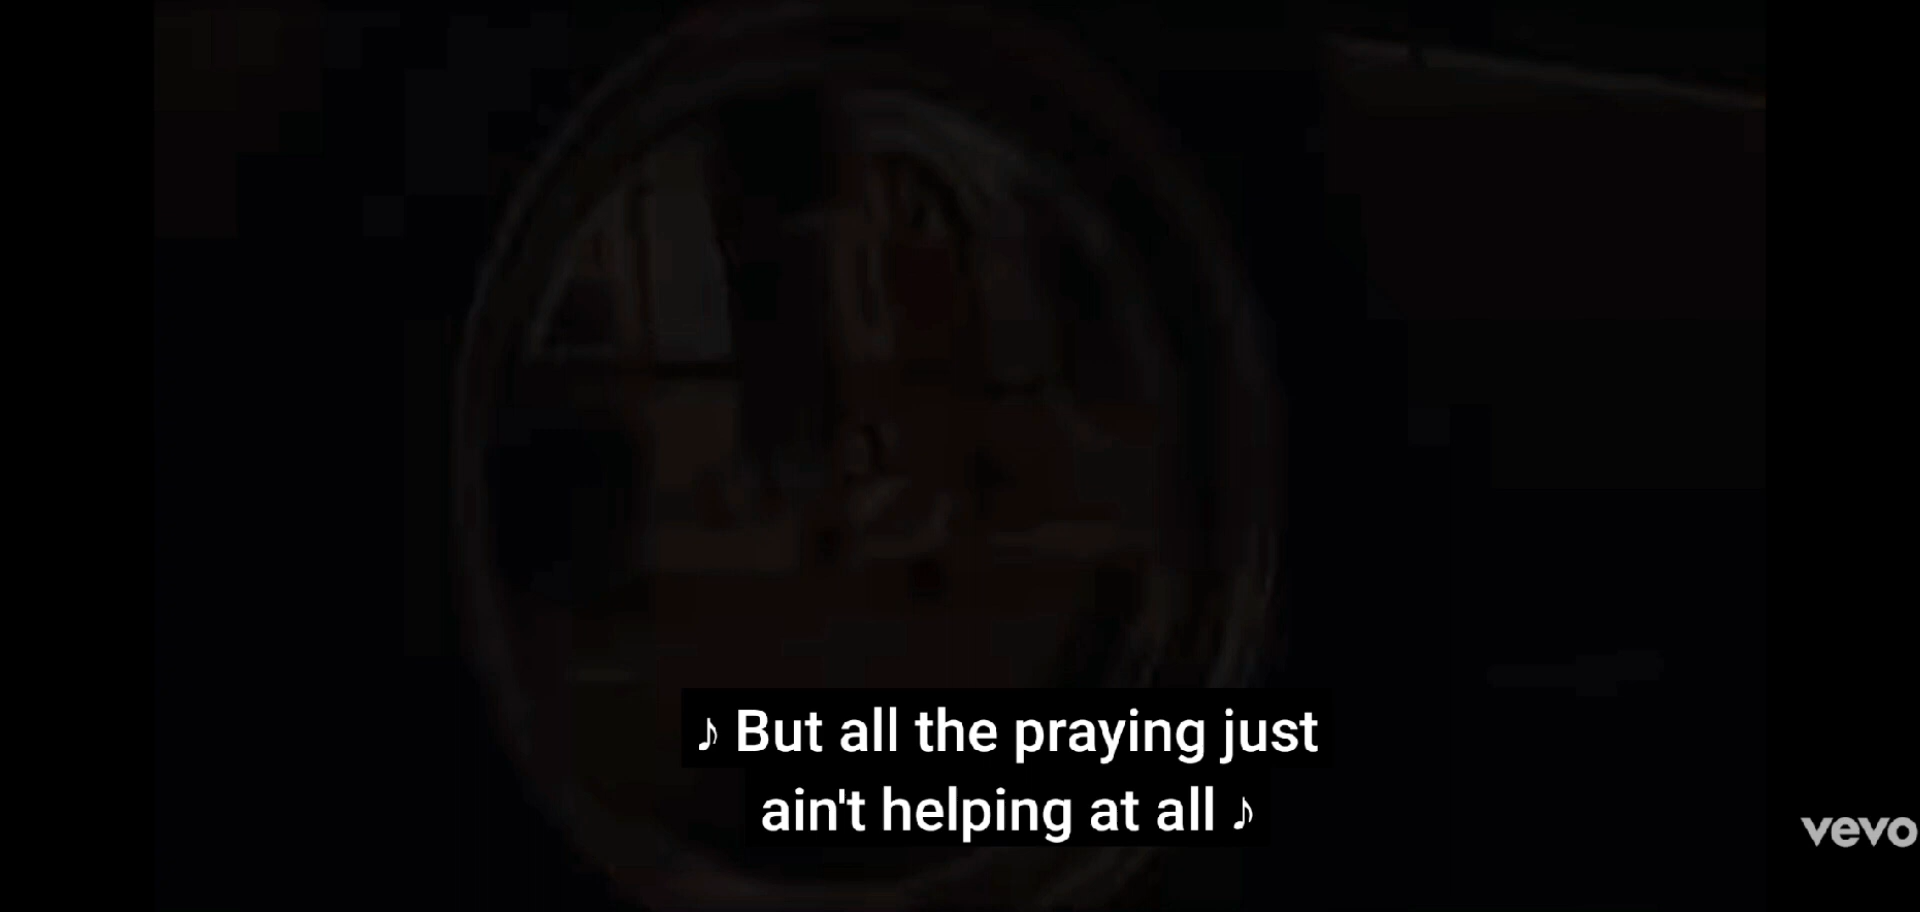 ♪ But all the praying just
ain't helping at all ♪
vevo